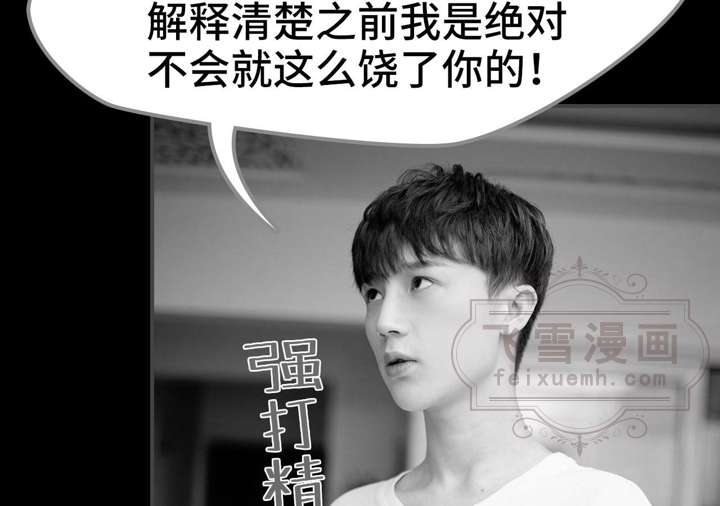 解释清楚之前我是绝对
不会就这么饶了你的！
强
打
精
飞雪漫画
feixuemh.com